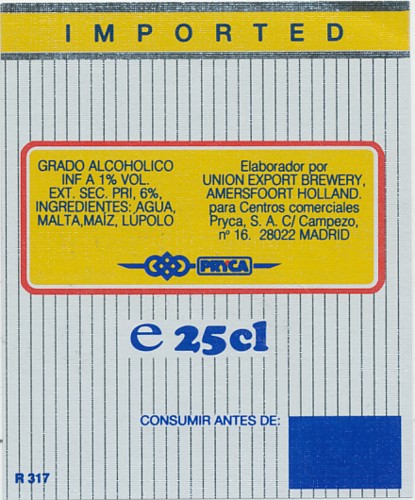 IMPORTED
GRADO ALCOHOLICO
INF A 1% VOL.
EXT. SEC. PRI, 6%,
INGREDIENTES: AGUA,
MALTA,MAIZ, LUPOLO
Elaborador por
UNION EXPORT BREWERY,
AMERSFOORT HOLLAND.
para Centros comerciales
Pryca, S. A. C/ Campezo,
nº 16. 28022 MADRID
PRYCA
e 25cl
CONSUMIR ANTES DE:
R 317